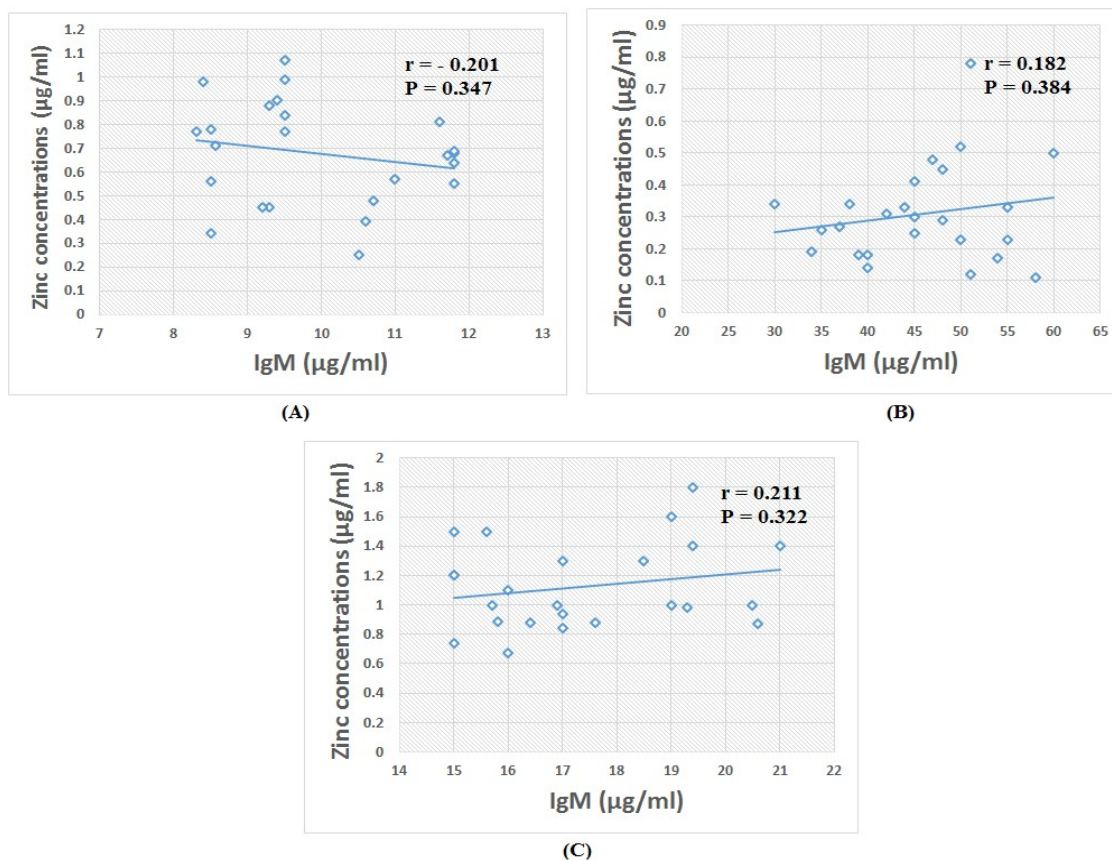 Zinc concentrations (µg/ml)
1.2
1.1
1
0.9
0.8
0.7
0.6
0.5
0.4
0.3
0.2
0.1
0
r = - 0.201
P = 0.347
7 8 9 10 11 12 13
IgM (µg/ml)
(A)
Zinc concentrations (µg/ml)
0.9
0.8
0.7
0.6
0.5
0.4
0.3
0.2
0.1
0
r = 0.182
P = 0.384
20 25 30 35 40 45 50 55 60 65
IgM (µg/ml)
(B)
Zinc concentrations (µg/ml)
2
1.8
1.6
1.4
1.2
1
0.8
0.6
0.4
0.2
0
r = 0.211
P = 0.322
14 15 16 17 18 19 20 21 22
IgM (µg/ml)
(C)